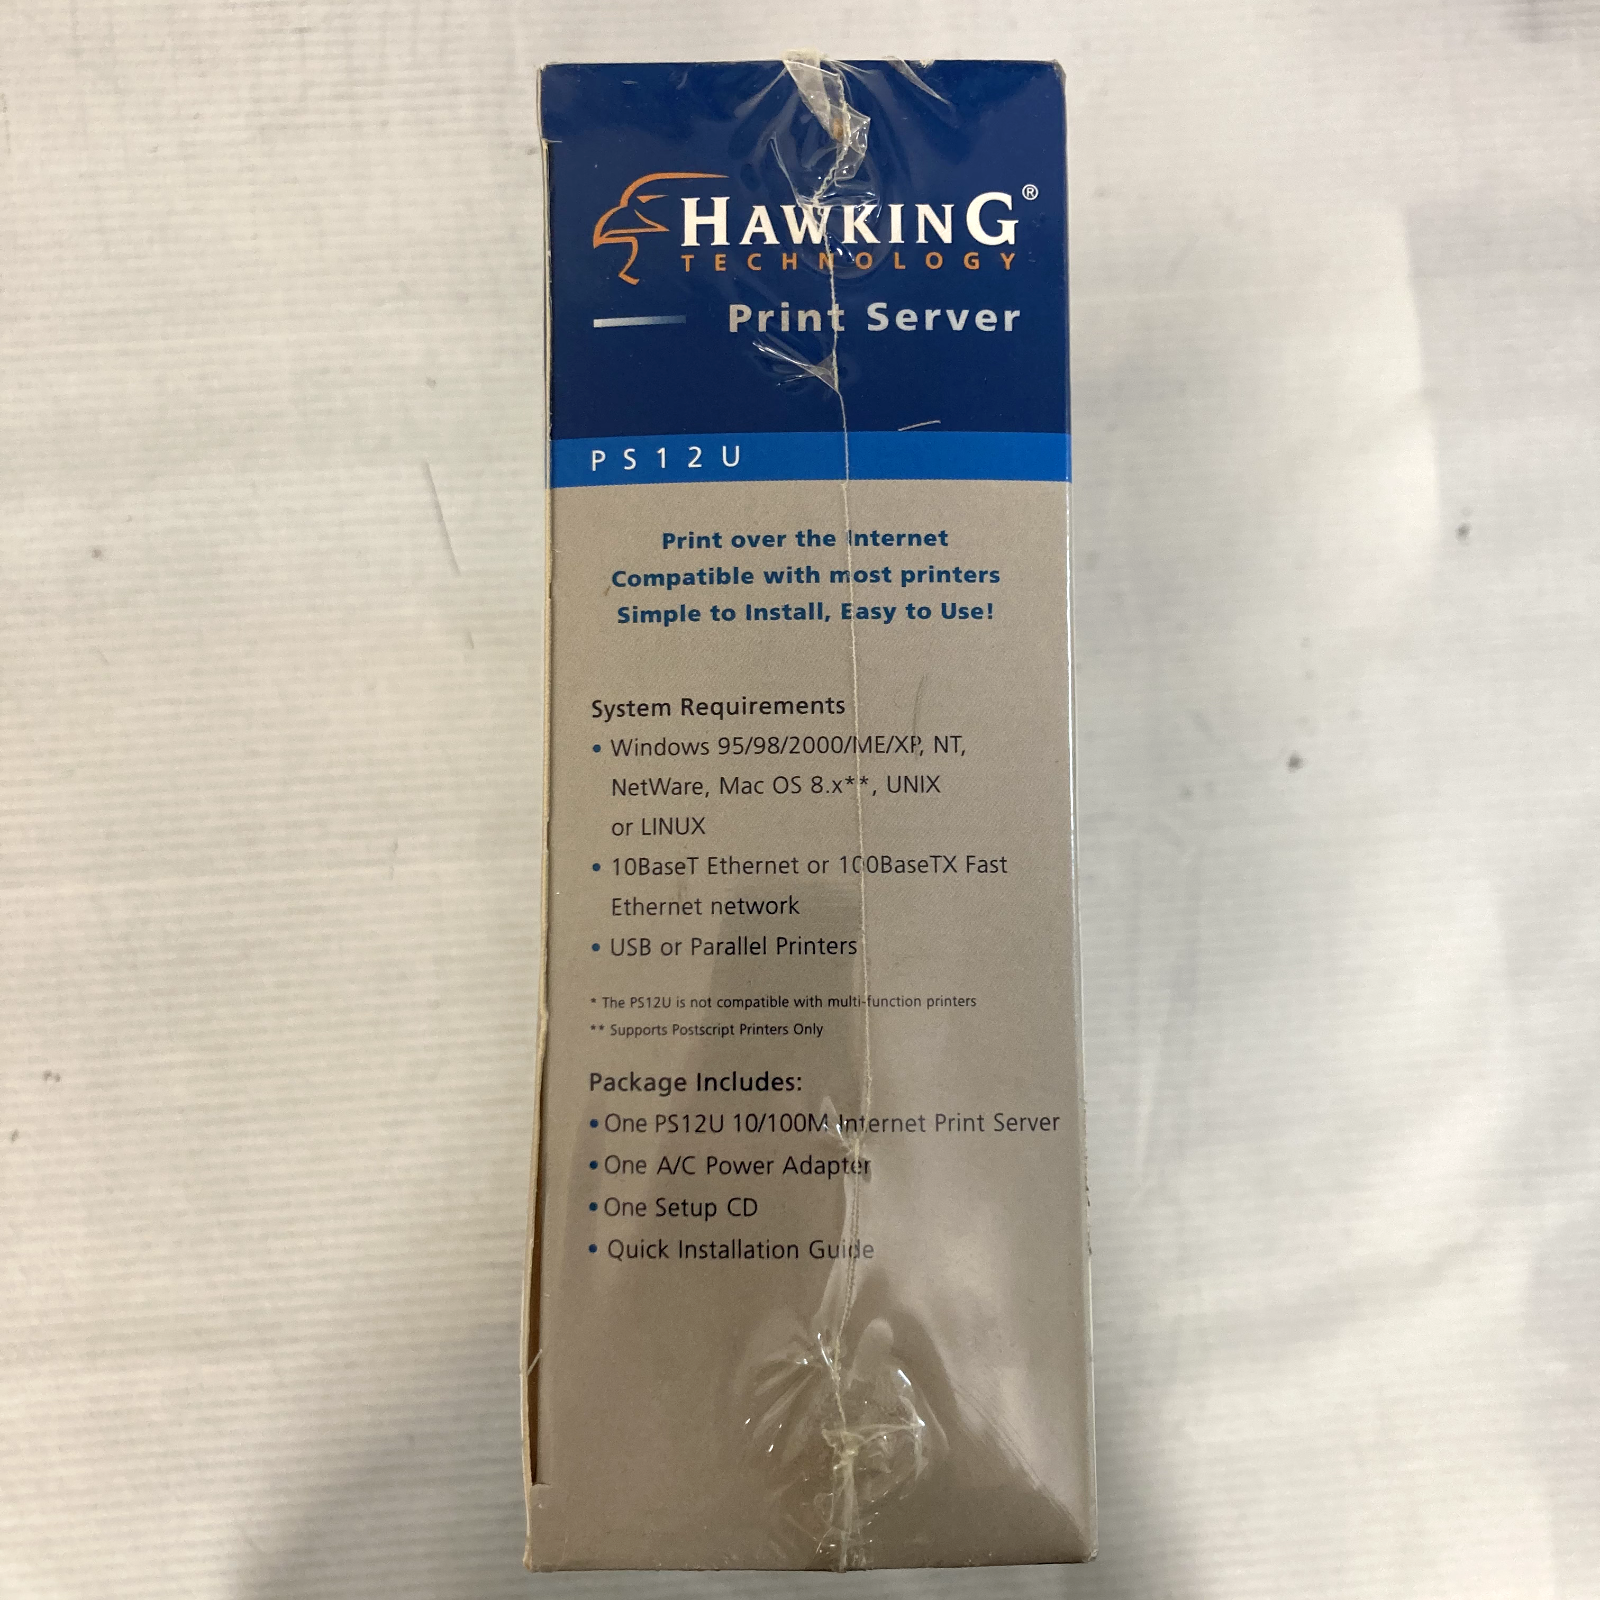 HAWKING®
TECHNOLOGY
Print Server
PS12U
Print over the Internet
Compatible with most printers
Simple to Install, Easy to Use!
System Requirements
• Windows 95/98/2000/ME/XP, NT,
NetWare, Mac OS 8.x**, UNIX
or LINUX
• 10BaseT Ethernet or 100BaseTX Fast
Ethernet network
• USB or Parallel Printers
* The PS12U is not compatible with multi-function printers
** Supports Postscript Printers Only
Package Includes:
• One PS12U 10/100M Internet Print Server
• One A/C Power Adapter
• One Setup CD
• Quick Installation Guide